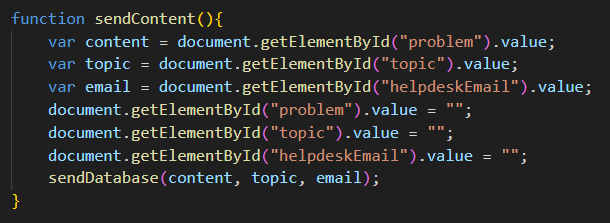 function sendContent(){
    var content = document.getElementById("problem").value;
    var topic = document.getElementById("topic").value;
    var email = document.getElementById("helpdeskEmail").value;
    document.getElementById("problem").value = "";
    document.getElementById("topic").value = "";
    document.getElementById("helpdeskEmail").value = "";
    sendDatabase(content, topic, email);
}